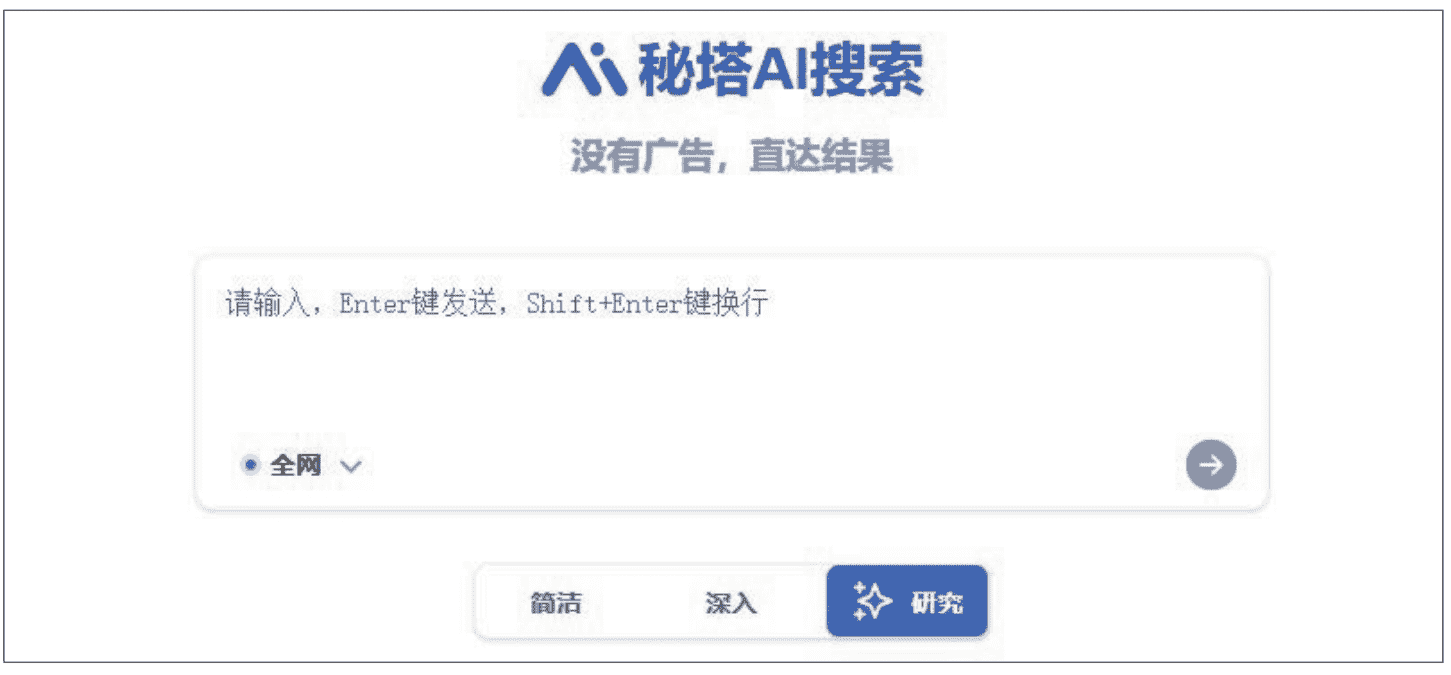 秘塔AI搜索
没有广告，直达结果
请输入，Enter键发送，Shift+Enter键换行
全网
简洁 深入 研究